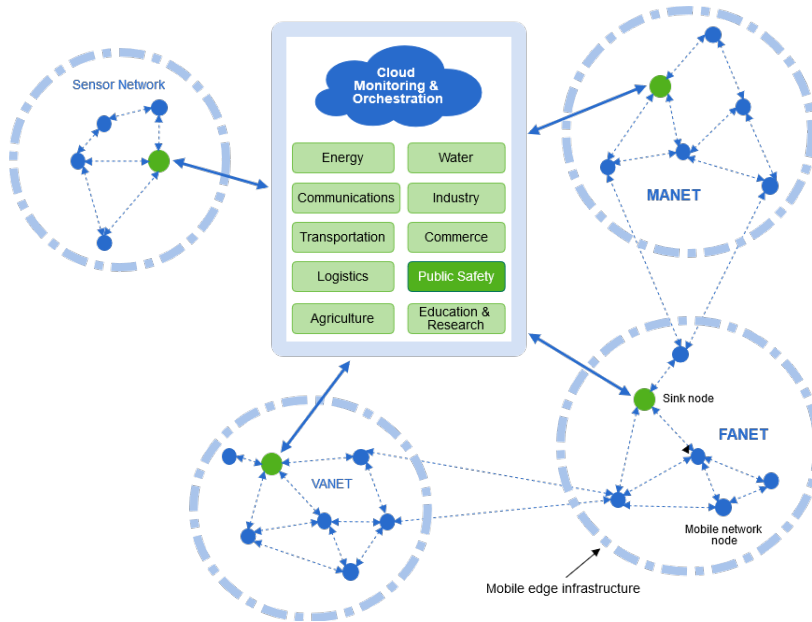 Sensor Network
Cloud
Monitoring &
Orchestration
Energy
Water
Communications
Industry
Transportation
Commerce
Logistics
Public Safety
Agriculture
Education &
Research
MANET
Sink node
FANET
VANET
Mobile network
node
Mobile edge infrastructure